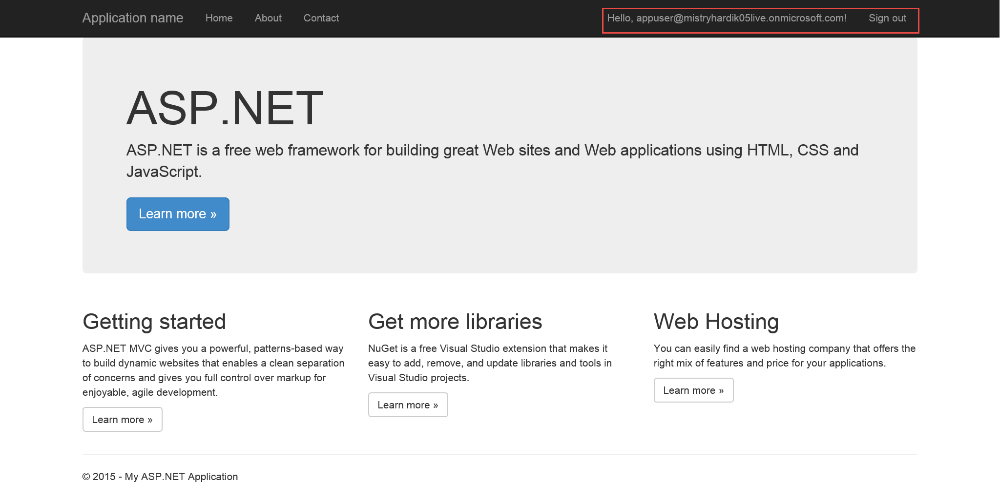 Application name Home About Contact Hello, appuser@mistryhardik05live.onmicrosoft.com! Sign out
ASP.NET
ASP.NET is a free web framework for building great Web sites and Web applications using HTML, CSS and
JavaScript.
Learn more »
Getting started
ASP.NET MVC gives you a powerful, patterns-based way
to build dynamic websites that enables a clean separation
of concerns and gives you full control over markup for
enjoyable, agile development.
Learn more »
Get more libraries
NuGet is a free Visual Studio extension that makes it
easy to add, remove, and update libraries and tools in
Visual Studio projects.
Learn more »
Web Hosting
You can easily find a web hosting company that offers the
right mix of features and price for your applications.
Learn more »
© 2015 - My ASP.NET Application